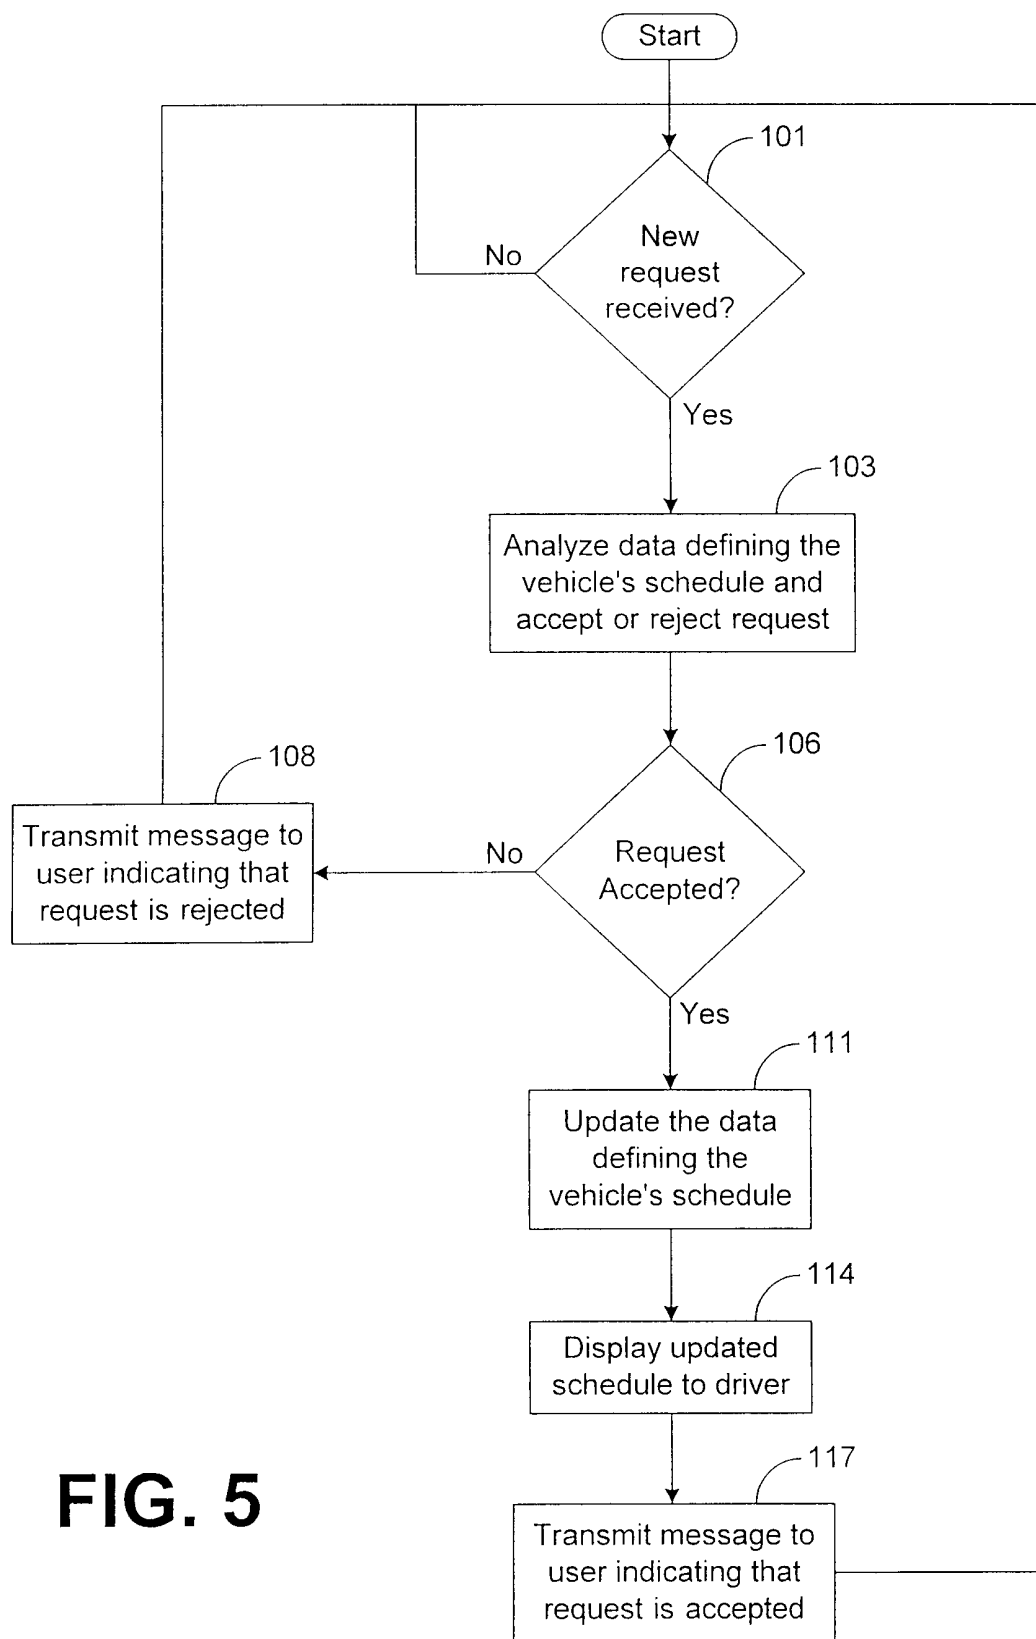 Start
101
New
request
received?
No
Yes
103
Analyze data defining the
vehicle's schedule and
accept or reject request
106
108
Request
Accepted?
No
Transmit message to
user indicating that
request is rejected
Yes
111
Update the data
defining the
vehicle's schedule
114
Display updated
schedule to driver
117
Transmit message to
user indicating that
request is accepted
FIG. 5